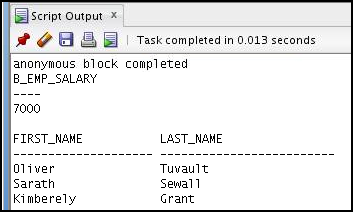 Script Output x
Task completed in 0.013 seconds
anonymous block completed
B_EMP_SALARY
----
7000
FIRST_NAME LAST_NAME
-------------------- -------------------------
Oliver Tuvault
Sarath Sewall
Kimberely Grant